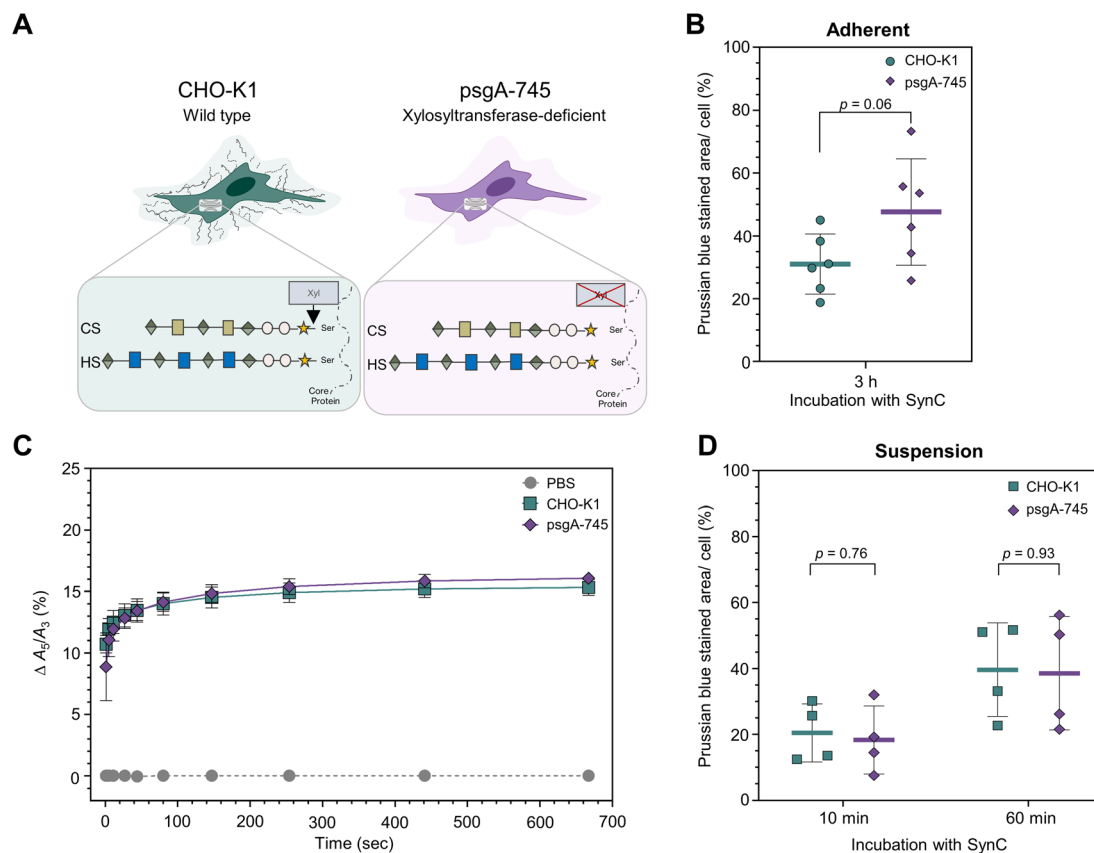 A
CHO-K1
Wild type
psgA-745
Xylosyltransferase-deficient
Xyl
CS
Ser
HS
Ser
Core
Protein
Xyl
CS
Ser
HS
Ser
Core
Protein
B
Adherent
CHO-K1
psgA-745
p = 0.06
Prussian blue stained area/ cell (%)
100
80
60
40
20
0
3 h
Incubation with SynC
C
PBS
CHO-K1
psgA-745
Δ A5/A3 (%)
25
20
15
10
5
0
0 100 200 300 400 500 600 700
Time (sec)
D
Suspension
CHO-K1
psgA-745
p = 0.76
p = 0.93
Prussian blue stained area/ cell (%)
100
80
60
40
20
0
10 min 60 min
Incubation with SynC